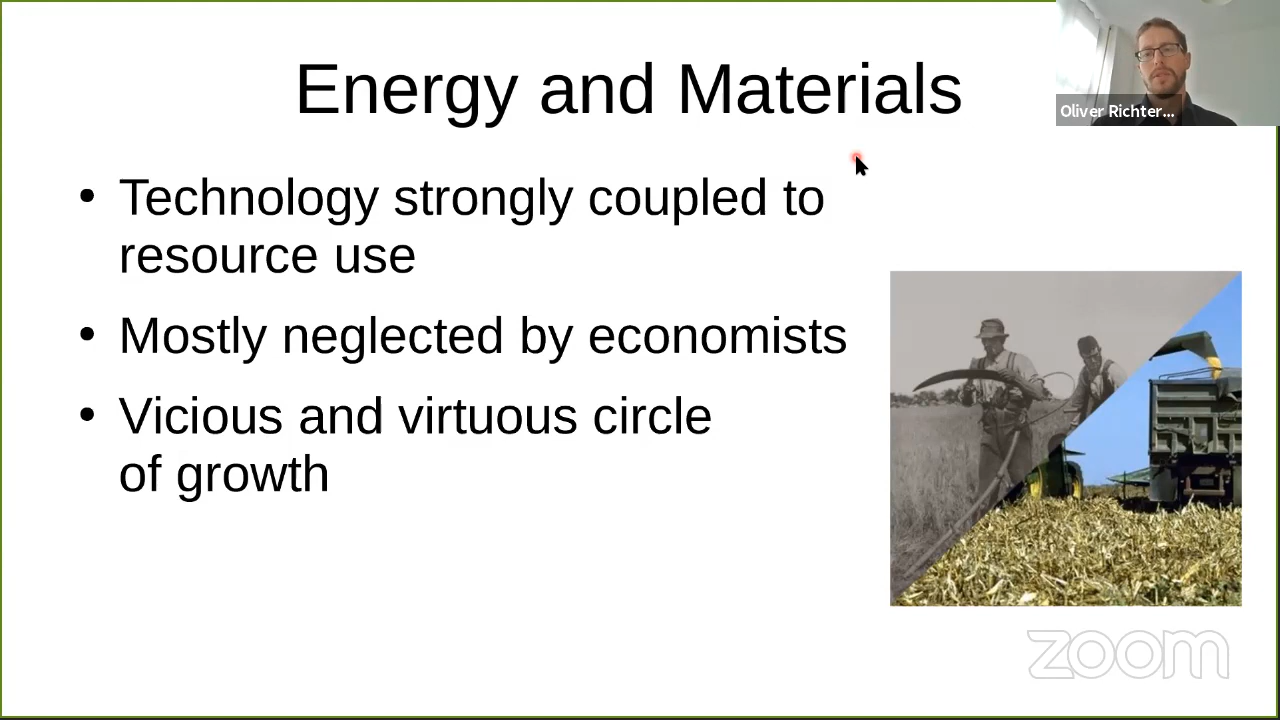 Energy and Materials
Oliver Richter...
• Technology strongly coupled to
resource use
• Mostly neglected by economists
• Vicious and virtuous circle
of growth
zoom